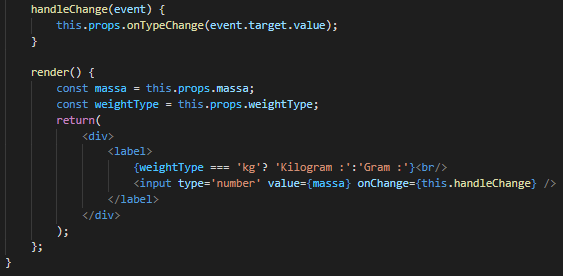 handleChange(event) {
this.props.onTypeChange(event.target.value);
}
render() {
const massa = this.props.massa;
const weightType = this.props.weightType;
return(
<div>
<label>
{weightType === 'kg'? 'Kilogram :':'Gram :'}<br/>
<input type='number' value={massa} onChange={this.handleChange} />
</label>
</div>
);
};
}